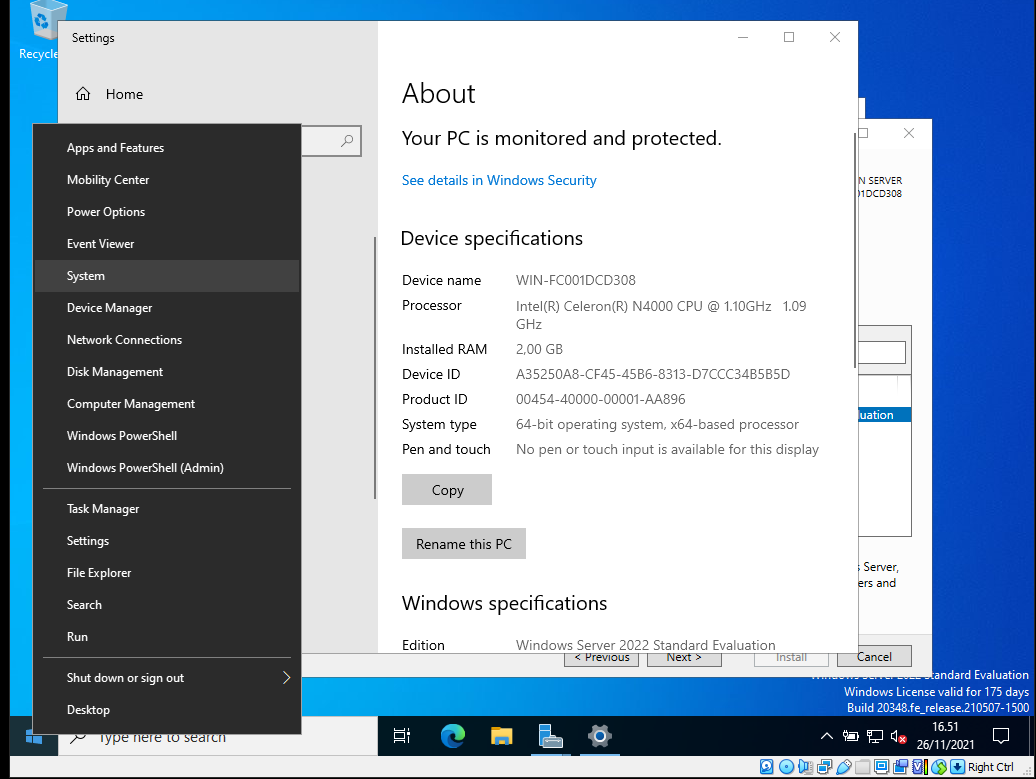 Recycle
Settings
Home
About
Your PC is monitored and protected.
See details in Windows Security
Device specifications
Device name WIN-FC001DCD308
Processor Intel(R) Celeron(R) N4000 CPU @ 1.10GHz 1.09
GHz
Installed RAM 2,00 GB
Device ID A35250A8-CF45-45B6-8313-D7CCC34B5B5D
Product ID 00454-40000-00001-AA896
System type 64-bit operating system, x64-based processor
Pen and touch No pen or touch input is available for this display
Copy
Rename this PC
Windows specifications
Edition Windows Server 2022 Standard Evaluation
Apps and Features
Mobility Center
Power Options
Event Viewer
System
Device Manager
Network Connections
Disk Management
Computer Management
Windows PowerShell
Windows PowerShell (Admin)
Task Manager
Settings
File Explorer
Search
Run
Shut down or sign out
Desktop
N SERVER
01DCD308
uation
s Server,
ers and
< Previous
Next >
Install
Cancel
Windows Server 2022 Standard Evaluation
Windows License valid for 175 days
Build 20348.fe_release.210507-1500
Type here to search
16.51
26/11/2021
Right Ctrl